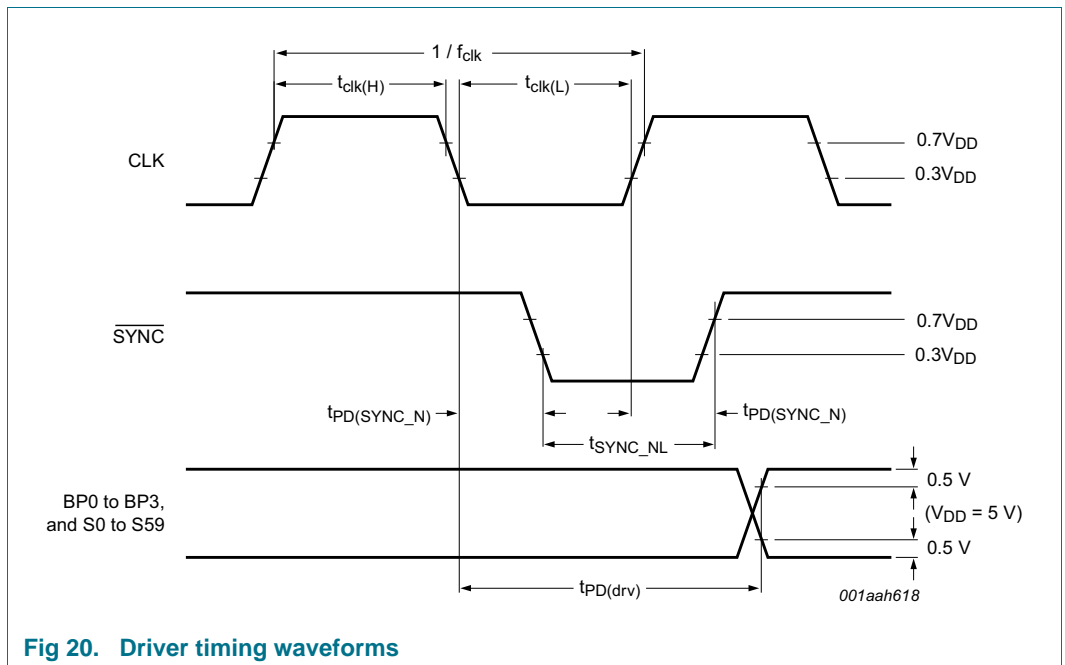 1 / fclk
tclk(H)
tclk(L)
CLK
0.7VDD
0.3VDD
SYNC
0.7VDD
0.3VDD
tPD(SYNC_N)
tPD(SYNC_N)
tSYNC_NL
BP0 to BP3,
and S0 to S59
0.5 V
(VDD = 5 V)
0.5 V
tPD(drv)
001aah618
Fig 20. Driver timing waveforms